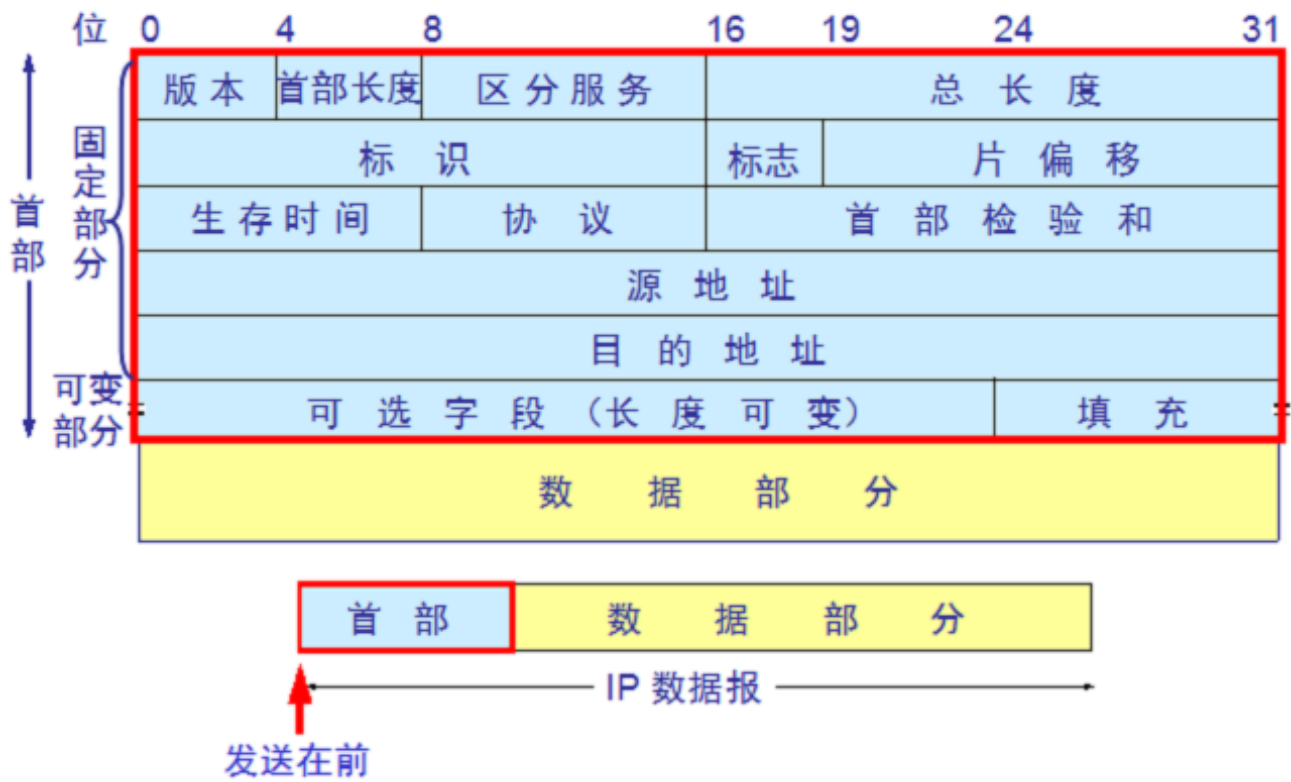 位 0 4 8 16 19 24 31
版本 首部长度 区分服务 总长度
标识 标志 片偏移
生存时间 协议 首部检验和
源地址
目的地址
可选字段（长度可变） 填充
首部
固定部分
可变部分
数据部分
首部 数据部分
IP 数据报
发送在前